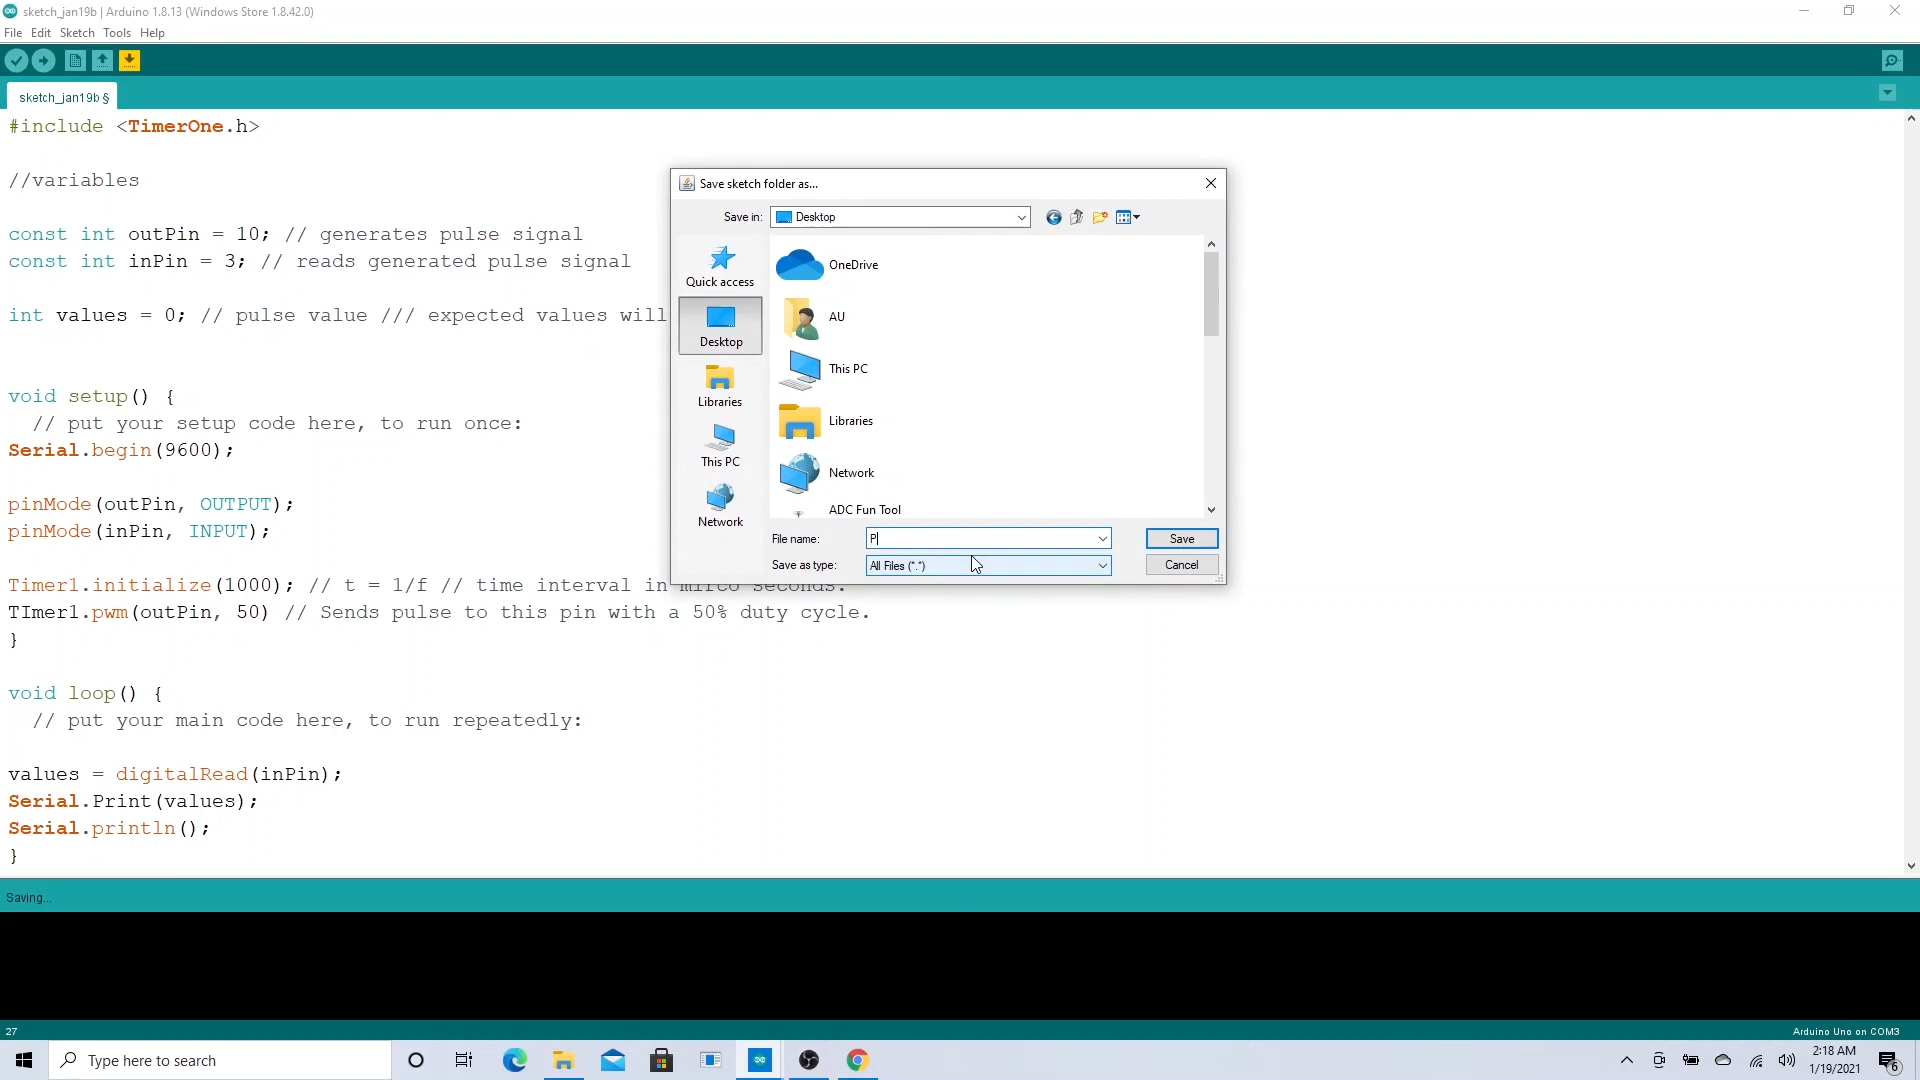 sketch_jan19b | Arduino 1.8.13 (Windows Store 1.8.42.0)
File Edit Sketch Tools Help
sketch_jan19b §
#include <TimerOne.h>
//variables
const int outPin = 10; // generates pulse signal
const int inPin = 3; // reads generated pulse signal
int values = 0; // pulse value /// expected values will
void setup() {
// put your setup code here, to run once:
Serial.begin(9600);
pinMode(outPin, OUTPUT);
pinMode(inPin, INPUT);
Timer1.initialize(1000); // t = 1/f // time interval in mirco seconds.
TImer1.pwm(outPin, 50) // Sends pulse to this pin with a 50% duty cycle.
}
void loop() {
// put your main code here, to run repeatedly:
values = digitalRead(inPin);
Serial.Print(values);
Serial.println();
}
Save sketch folder as...
Save in: Desktop
Quick access
Desktop
Libraries
This PC
Network
OneDrive
AU
This PC
Libraries
Network
ADC Fun Tool
File name: P
Save
Save as type: All Files (*.*)
Cancel
Saving...
27
Arduino Uno on COM3
Type here to search
2:18 AM
1/19/2021
6